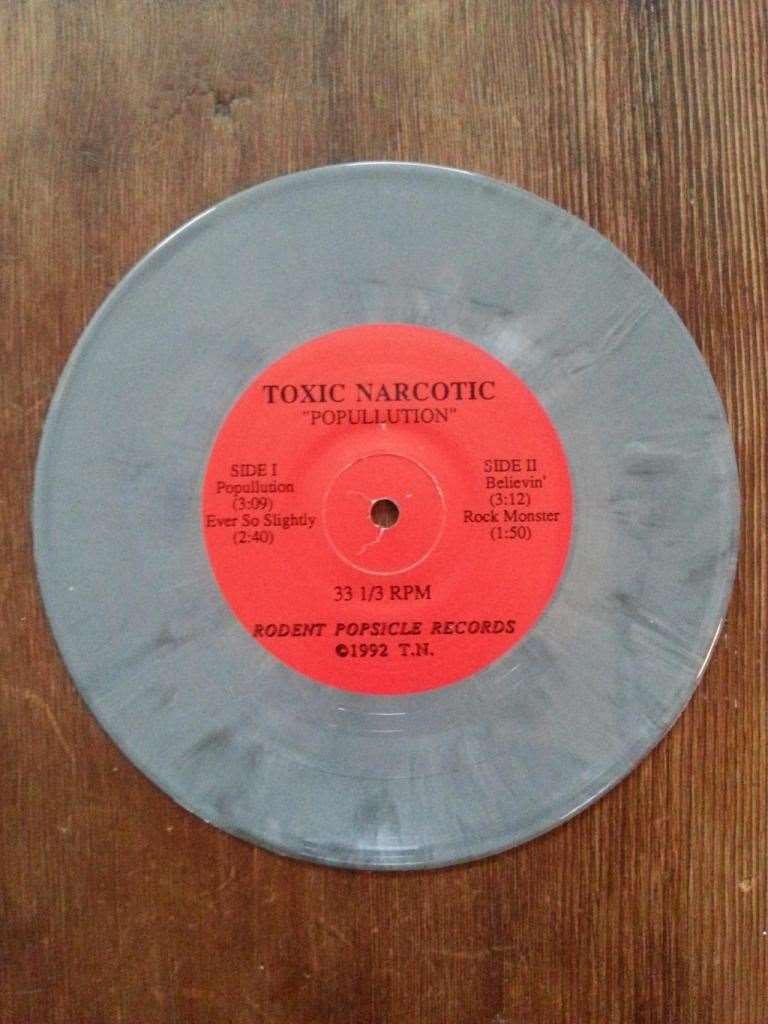 TOXIC NARCOTIC
"POPULLUTION"
SIDE I
Popullution
(3:09)
Ever So Slightly
(2:40)
SIDE II
Believin'
(3:12)
Rock Monster
(1:50)
33 1/3 RPM
RODENT POPSICLE RECORDS
©1992 T.N.